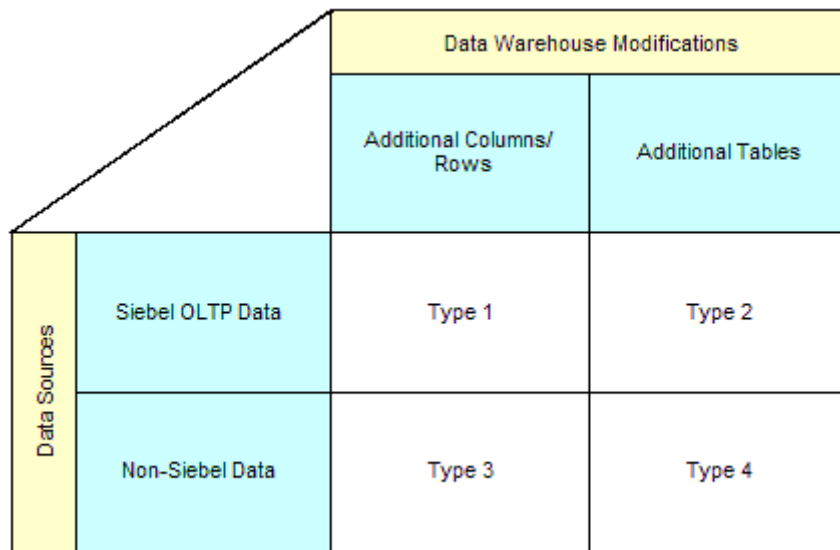 Data Warehouse Modifications
Additional Columns/
Rows
Additional Tables
Data Sources
Siebel OLTP Data
Type 1
Type 2
Non-Siebel Data
Type 3
Type 4